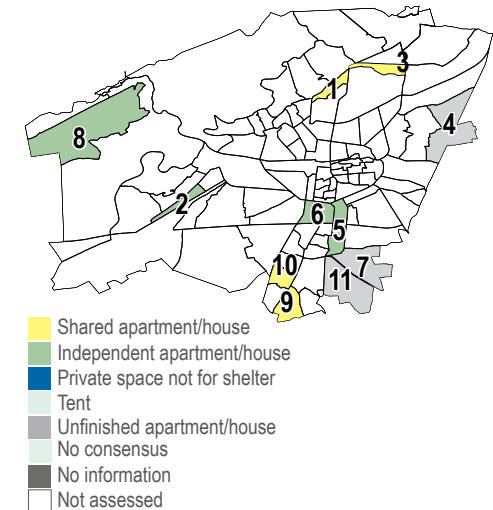 3
1
4
8
2
6
5
10
7
11
9
Shared apartment/house
Independent apartment/house
Private space not for shelter
Tent
Unfinished apartment/house
No consensus
No information
Not assessed